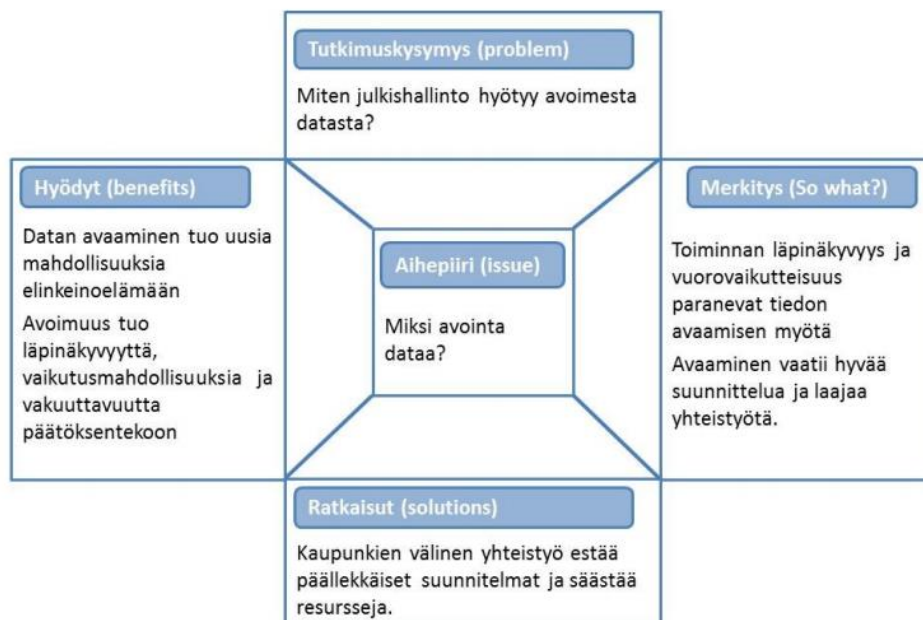 Tutkimuskysymys (problem)
Miten julkishallinto hyötyy avoimesta
datasta?
Hyödyt (benefits)
Datan avaaminen tuo uusia
mahdollisuuksia
elinkeinoelämään
Avoimuus tuo
läpinäkyvyyttä,
vaikutusmahdollisuuksia ja
vakuuttavuutta
päätöksentekoon
Aihepiiri (issue)
Miksi avointa
dataa?
Merkitys (So what?)
Toiminnan läpinäkyvyys ja
vuorovaikutteisuus
paranevat tiedon
avaamisen myötä
Avaaminen vaatii hyvää
suunnittelua ja laajaa
yhteistyötä.
Ratkaisut (solutions)
Kaupunkien välinen yhteistyö estää
päällekkäiset suunnitelmat ja säästää
resursseja.